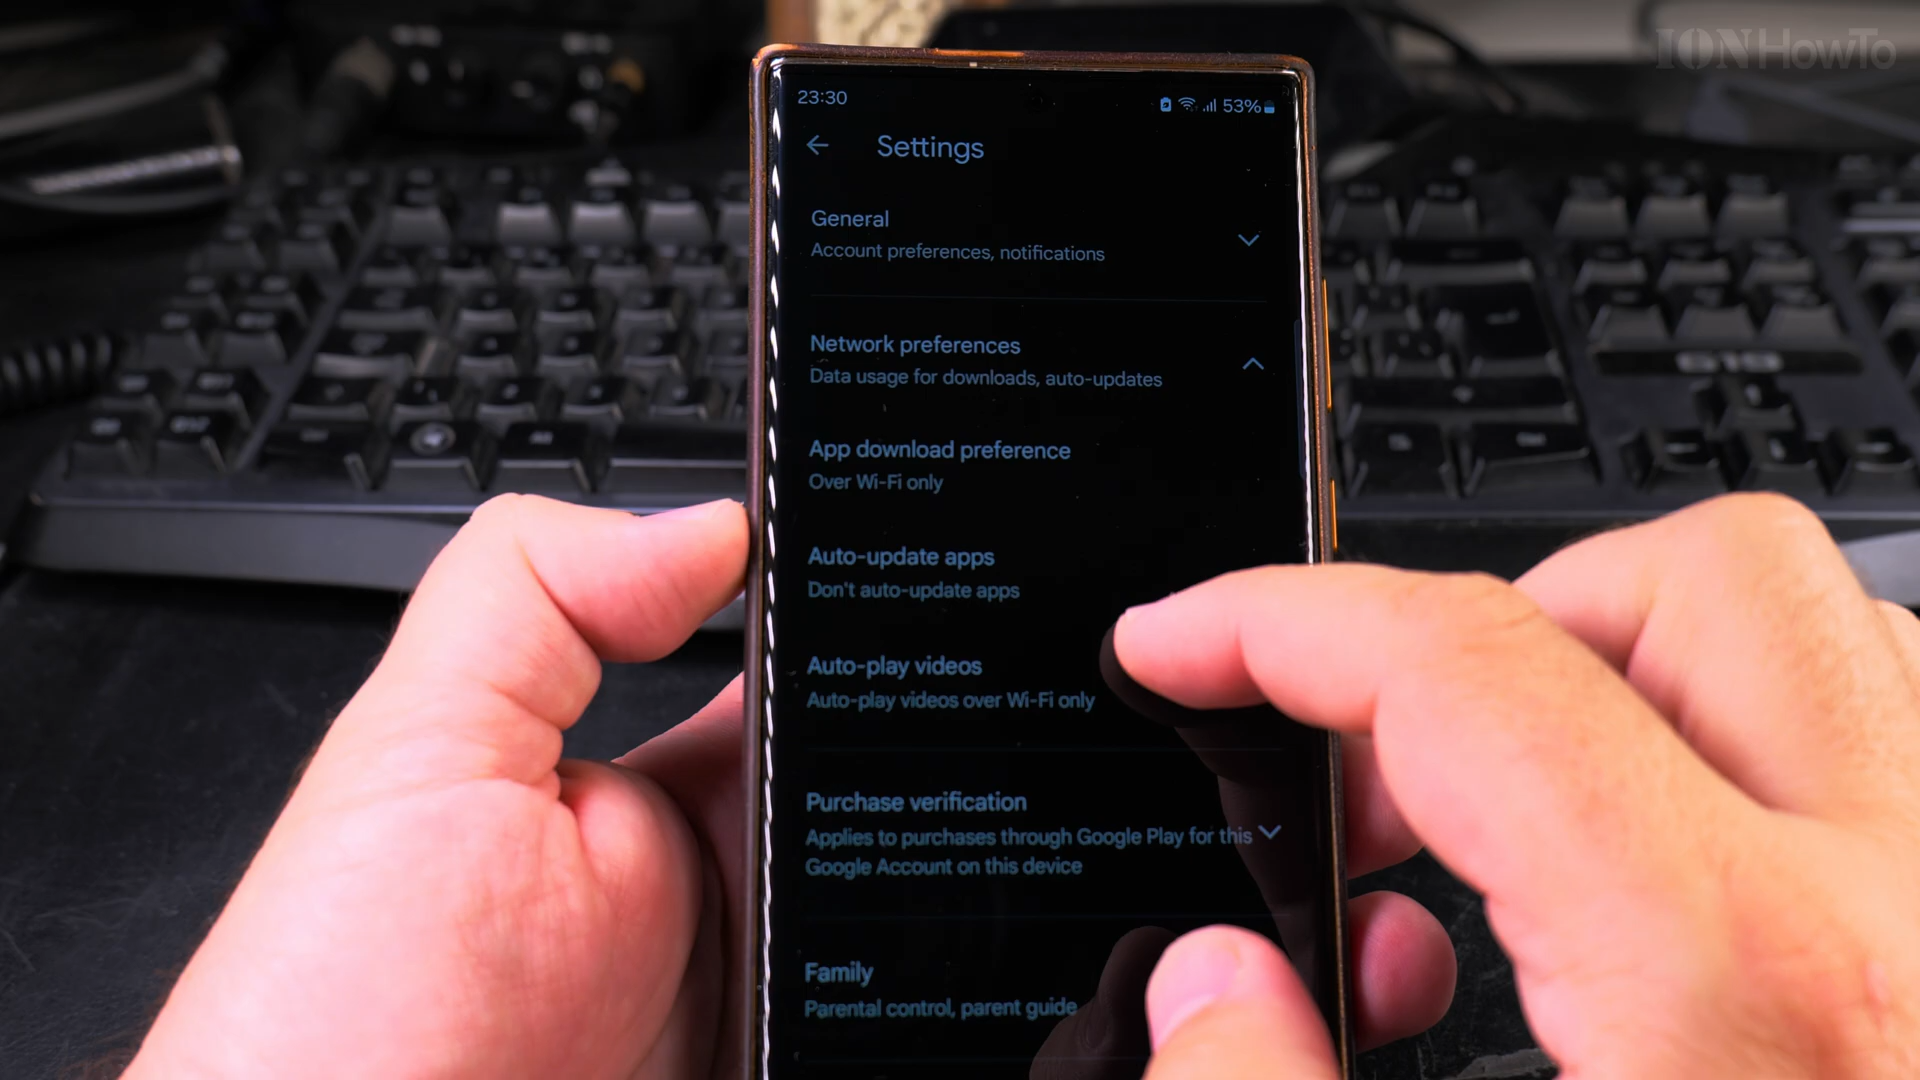 IONHowTo
23:30
53%
Settings
General
Account preferences, notifications
Network preferences
Data usage for downloads, auto-updates
App download preference
Over Wi-Fi only
Auto-update apps
Don't auto-update apps
Auto-play videos
Auto-play videos over Wi-Fi only
Purchase verification
Applies to purchases through Google Play for this
Google Account on this device
Family
Parental control, parent guide
G19